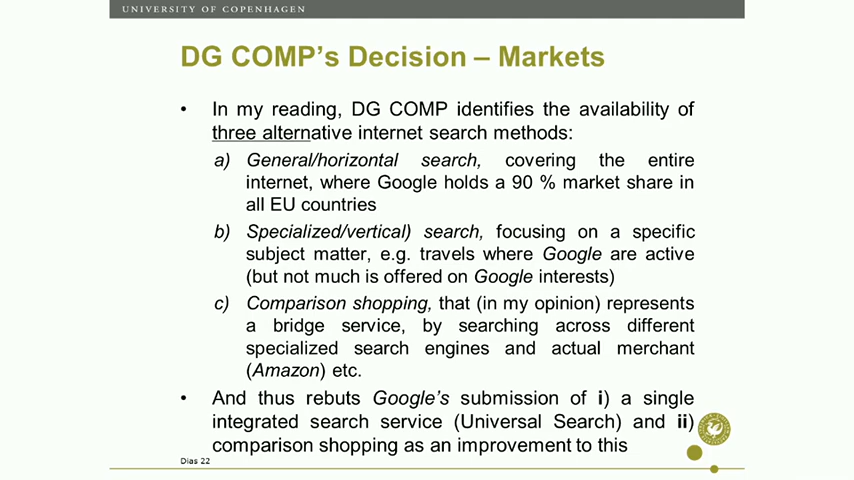 UNIVERSITY OF COPENHAGEN
DG COMP's Decision – Markets
• In my reading, DG COMP identifies the availability of
three alternative internet search methods:
a) General/horizontal search, covering the entire
internet, where Google holds a 90 % market share in
all EU countries
b) Specialized/vertical) search, focusing on a specific
subject matter, e.g. travels where Google are active
(but not much is offered on Google interests)
c) Comparison shopping, that (in my opinion) represents
a bridge service, by searching across different
specialized search engines and actual merchant
(Amazon) etc.
• And thus rebuts Google's submission of i) a single
integrated search service (Universal Search) and ii)
comparison shopping as an improvement to this
Dias 22